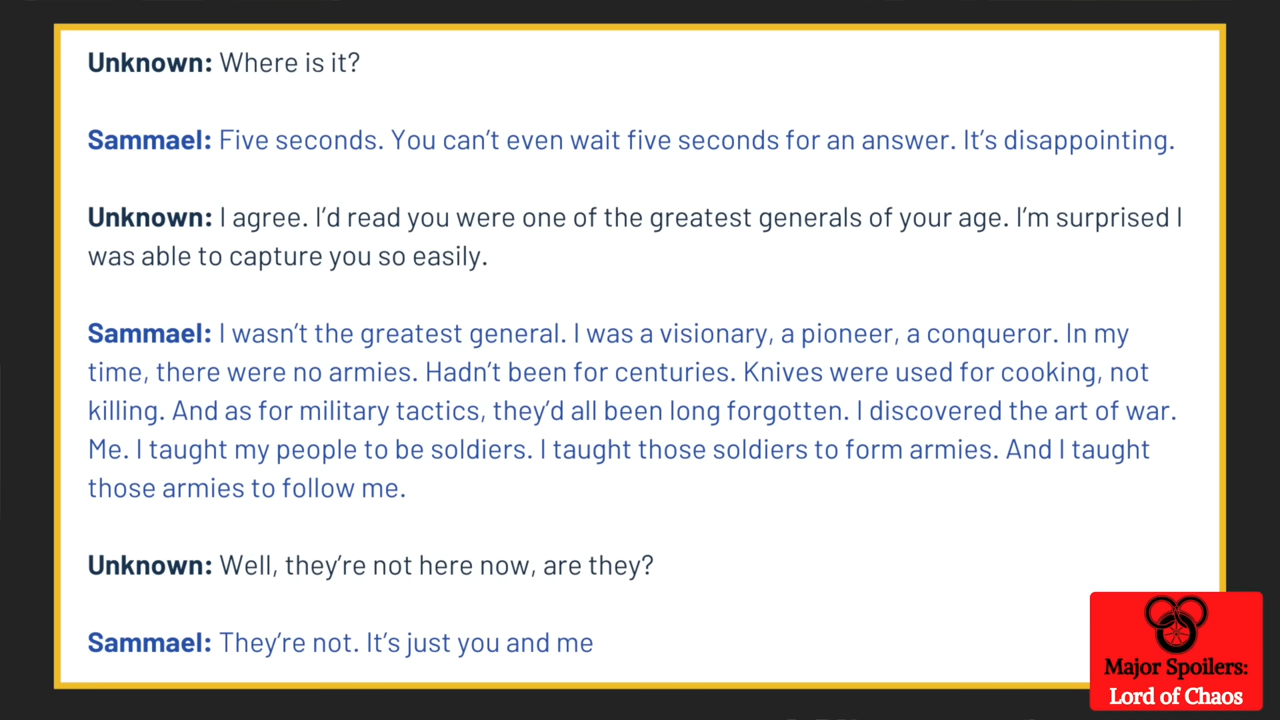 Unknown: Where is it?
Sammael: Five seconds. You can’t even wait five seconds for an answer. It’s disappointing.
Unknown: I agree. I’d read you were one of the greatest generals of your age. I’m surprised I
was able to capture you so easily.
Sammael: I wasn’t the greatest general. I was a visionary, a pioneer, a conqueror. In my
time, there were no armies. Hadn’t been for centuries. Knives were used for cooking, not
killing. And as for military tactics, they’d all been long forgotten. I discovered the art of war.
Me. I taught my people to be soldiers. I taught those soldiers to form armies. And I taught
those armies to follow me.
Unknown: Well, they’re not here now, are they?
Sammael: They’re not. It’s just you and me
Major Spoilers:
Lord of Chaos